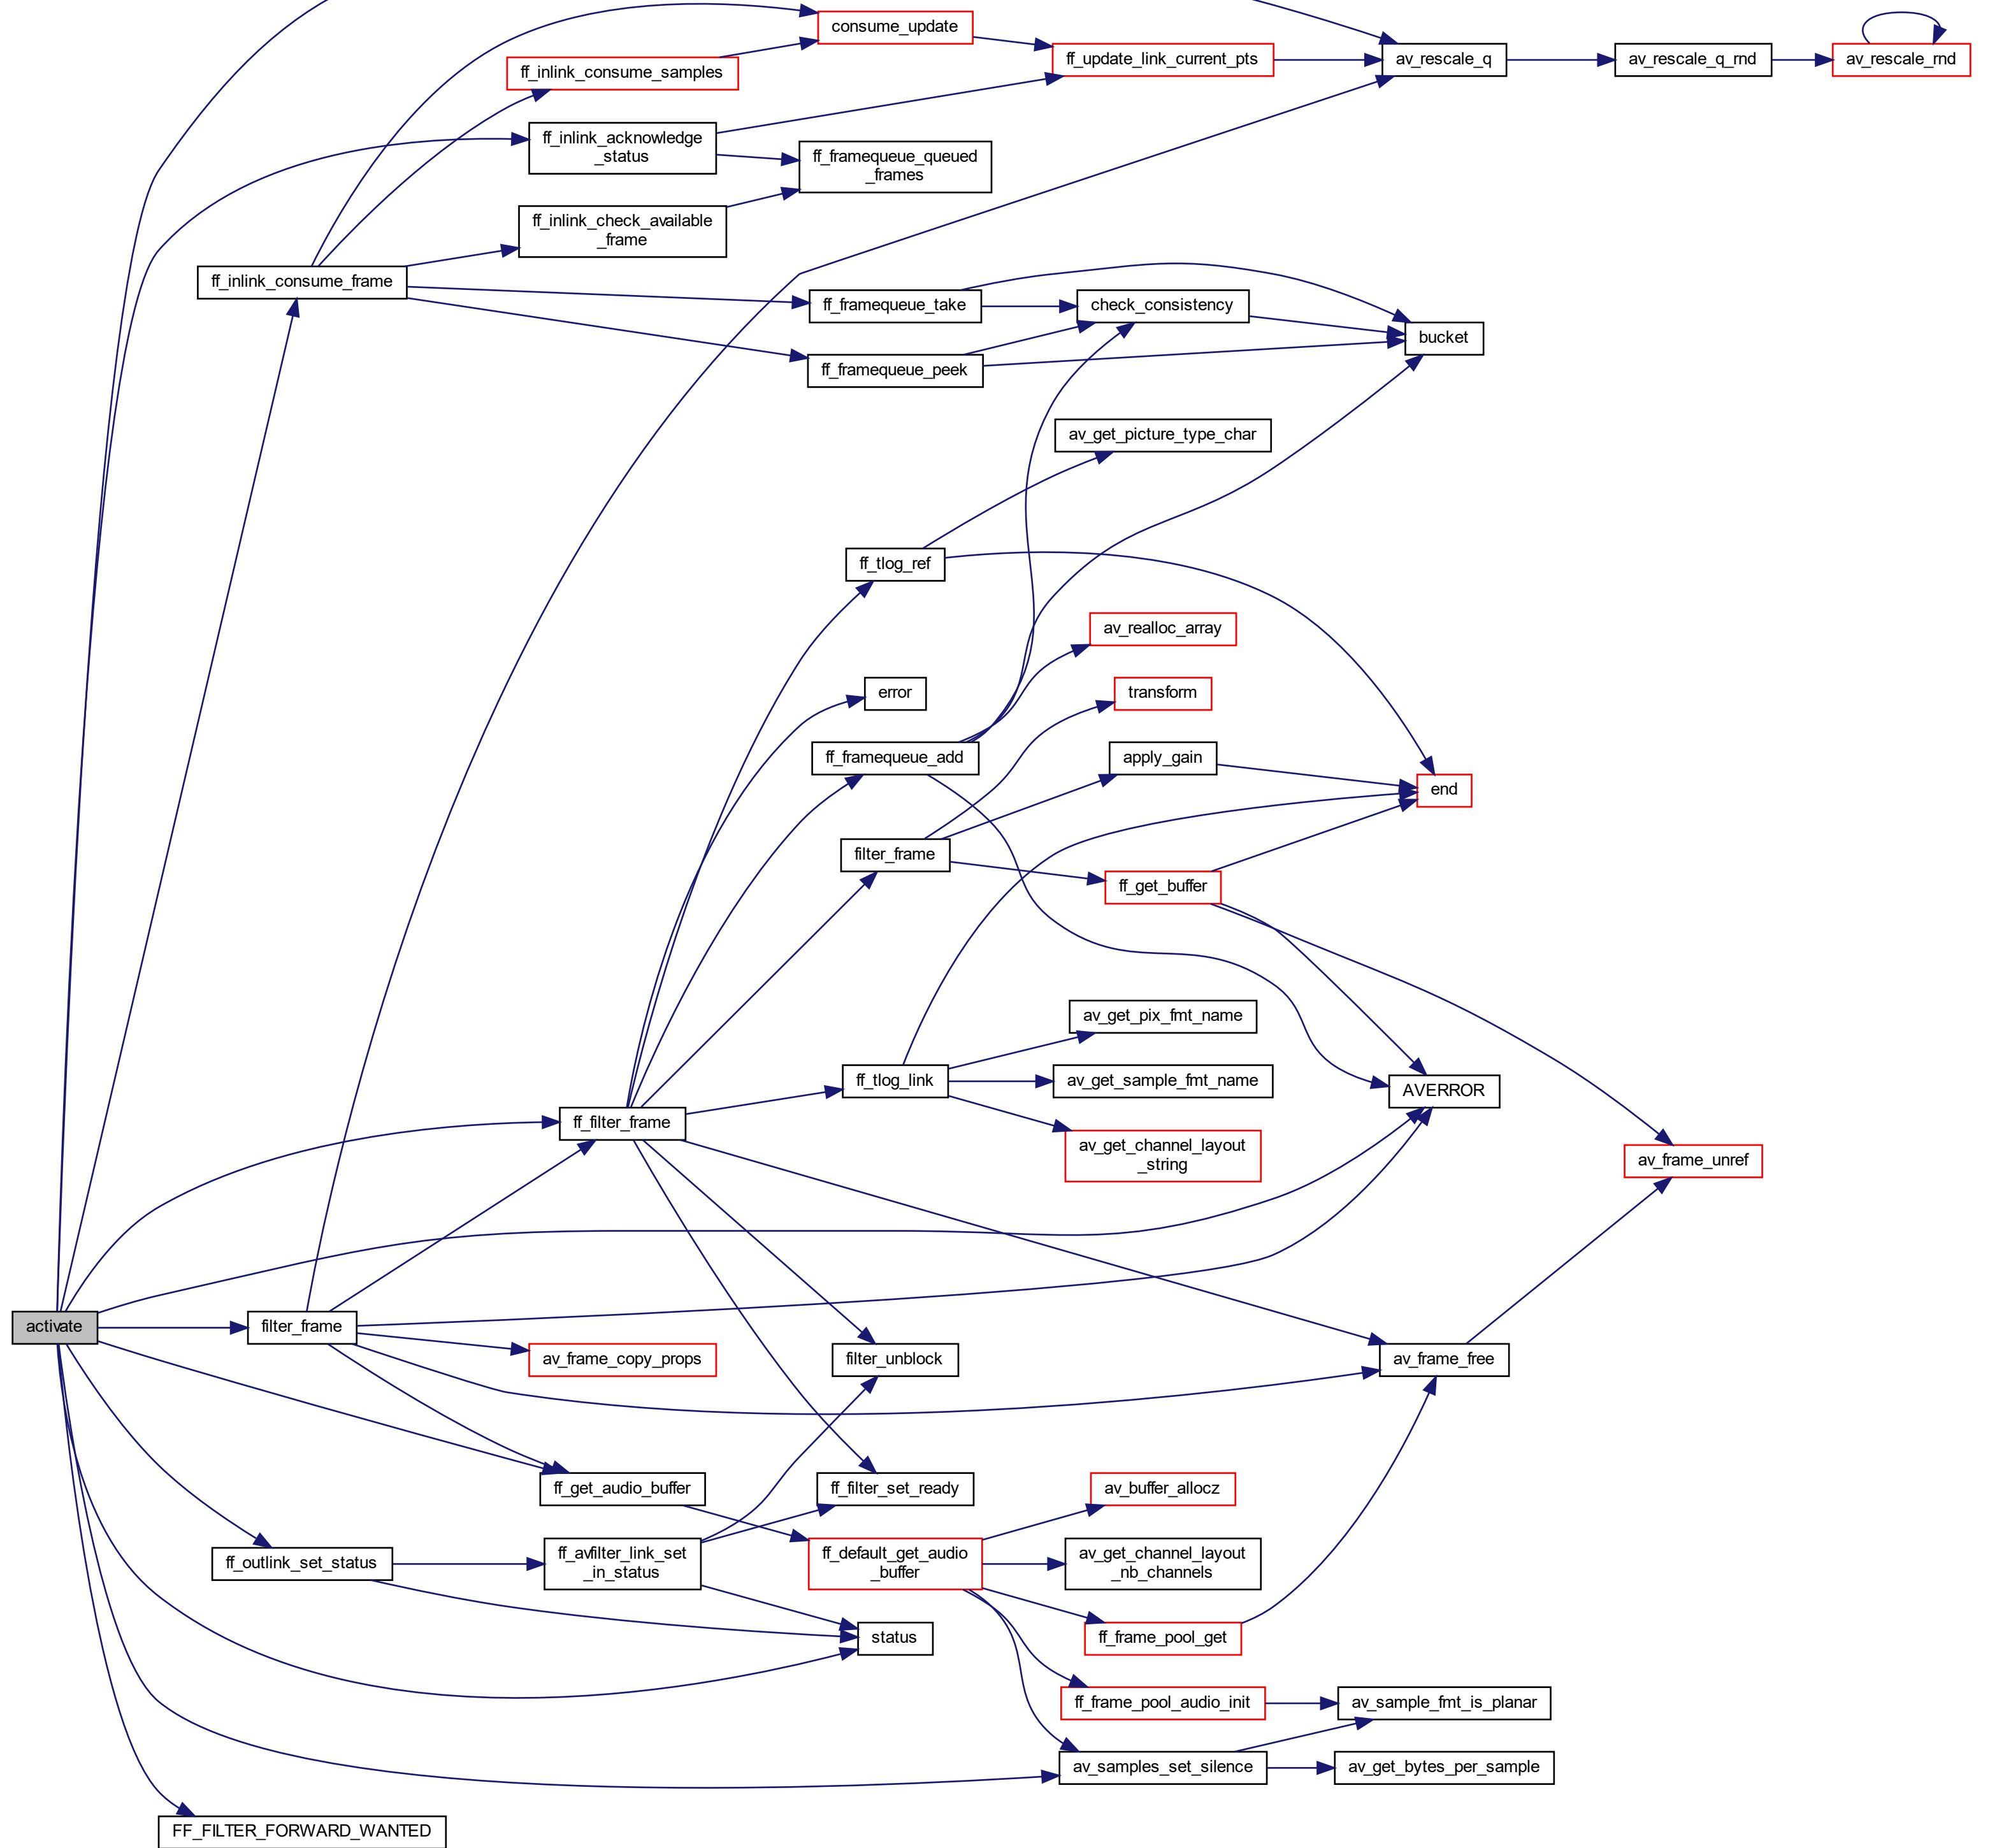 consume_update
ff_inlink_consume_samples
ff_update_link_current_pts
av_rescale_q
av_rescale_q_rnd
av_rescale_rnd
ff_inlink_acknowledge
_status
ff_framequeue_queued
_frames
ff_inlink_check_available
_frame
ff_inlink_consume_frame
ff_framequeue_take
check_consistency
bucket
ff_framequeue_peek
av_get_picture_type_char
ff_tlog_ref
av_realloc_array
error
transform
ff_framequeue_add
apply_gain
end
filter_frame
ff_get_buffer
av_get_pix_fmt_name
ff_tlog_link
av_get_sample_fmt_name
AVERROR
ff_filter_frame
av_get_channel_layout
_string
av_frame_unref
activate
filter_frame
av_frame_copy_props
filter_unblock
av_frame_free
ff_get_audio_buffer
ff_filter_set_ready
av_buffer_allocz
ff_outlink_set_status
ff_avfilter_link_set
_in_status
ff_default_get_audio
_buffer
av_get_channel_layout
_nb_channels
status
ff_frame_pool_get
ff_frame_pool_audio_init
av_sample_fmt_is_planar
av_samples_set_silence
av_get_bytes_per_sample
FF_FILTER_FORWARD_WANTED